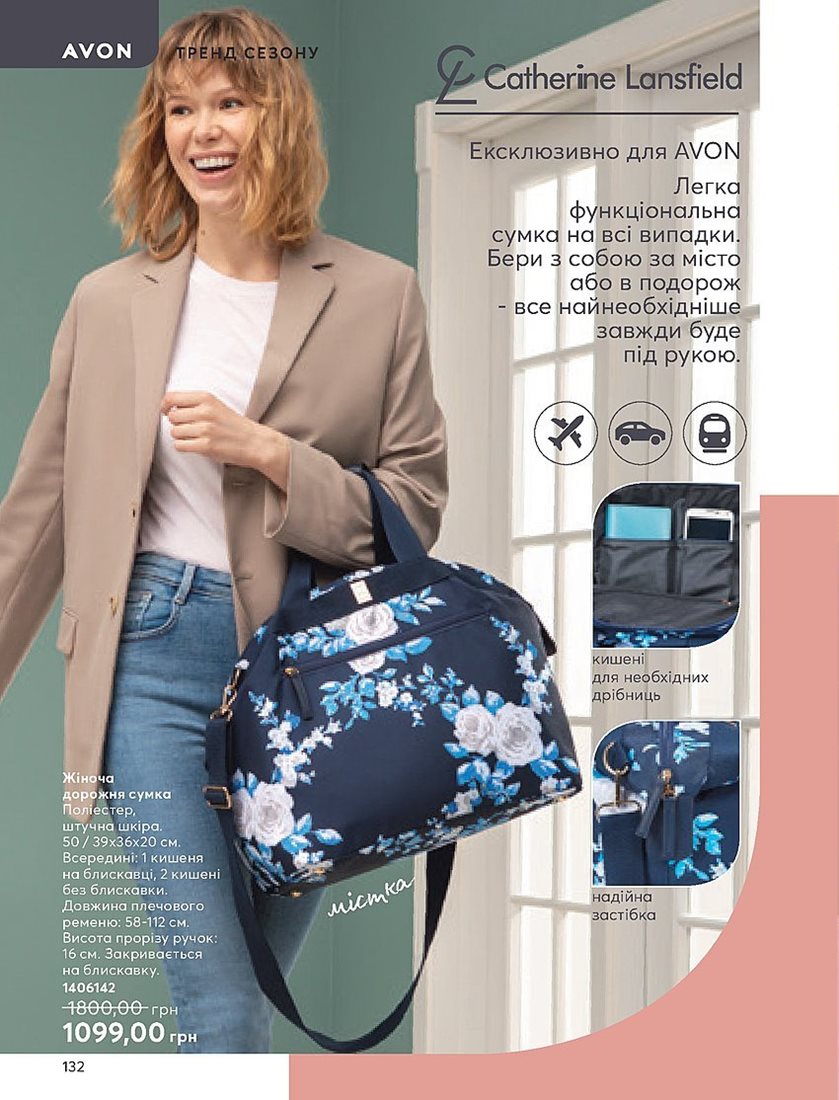 AVON
ТРЕНД СЕЗОНУ
Catherine Lansfield
Ексклюзивно для AVON
Легка
функціональна
сумка на всі випадки.
Бери з собою за місто
або в подорож
- все найнеобхідніше
завжди буде
під рукою.
кишені
для необхідних
дрібниць
надійна
застібка
містка
Жіноча
дорожня сумка
Поліестер,
штучна шкіра.
50 / 39х36х20 см.
Всередині: 1 кишеня
на блискавці, 2 кишені
без блискавки.
Довжина плечового
ременю: 58-112 см.
Висота прорізу ручок:
16 см. Закривається
на блискавку.
1406142
1800,00 грн
1099,00 грн
132